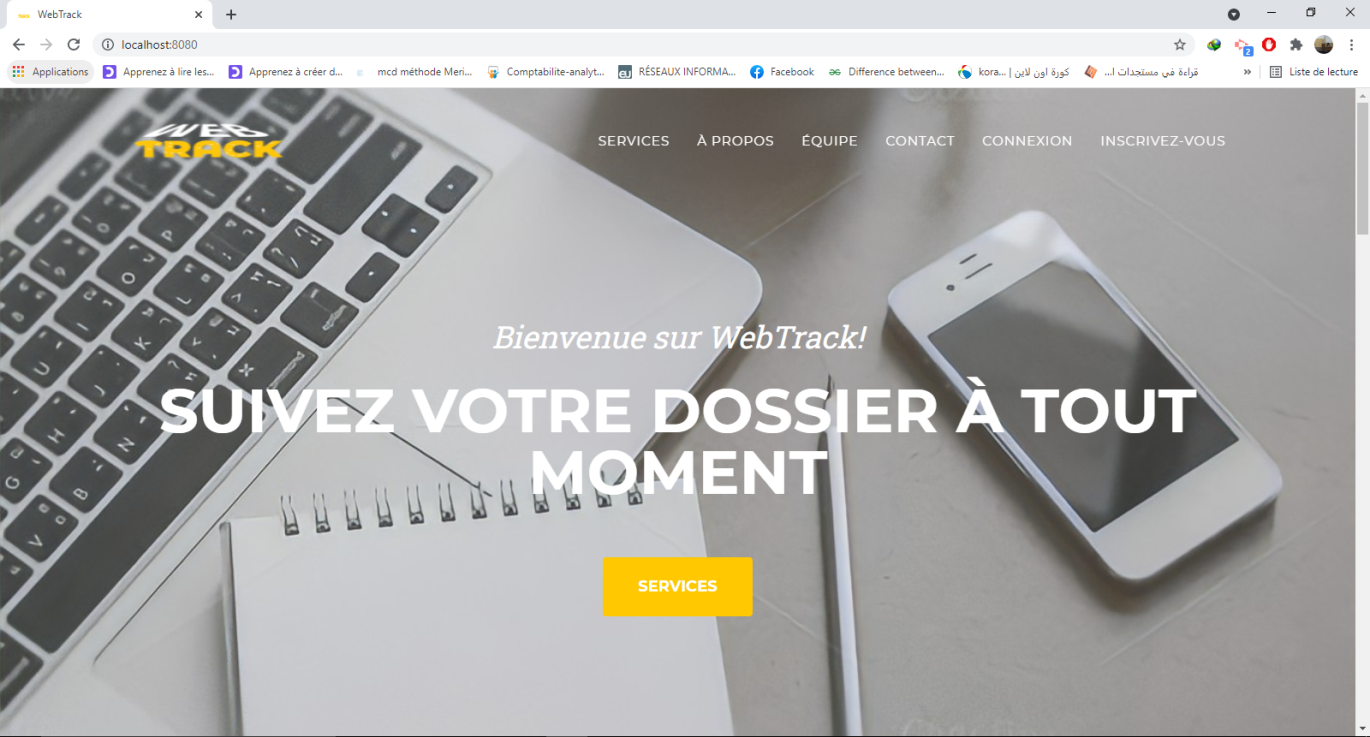 WebTrack
localhost:8080
Applications
Apprenez à lire les...
Apprenez à créer d...
mcd méthode Meri...
Comptabilite-analyt...
RÉSEAUX INFORMA...
Facebook
Difference between...
kora... | كورة اون لاين
قراءة في مستجدات ا...
»
Liste de lecture
WEB
TRACK
SERVICES
À PROPOS
ÉQUIPE
CONTACT
CONNEXION
INSCRIVEZ-VOUS
Bienvenue sur WebTrack!
SUIVEZ VOTRE DOSSIER À TOUT
MOMENT
SERVICES